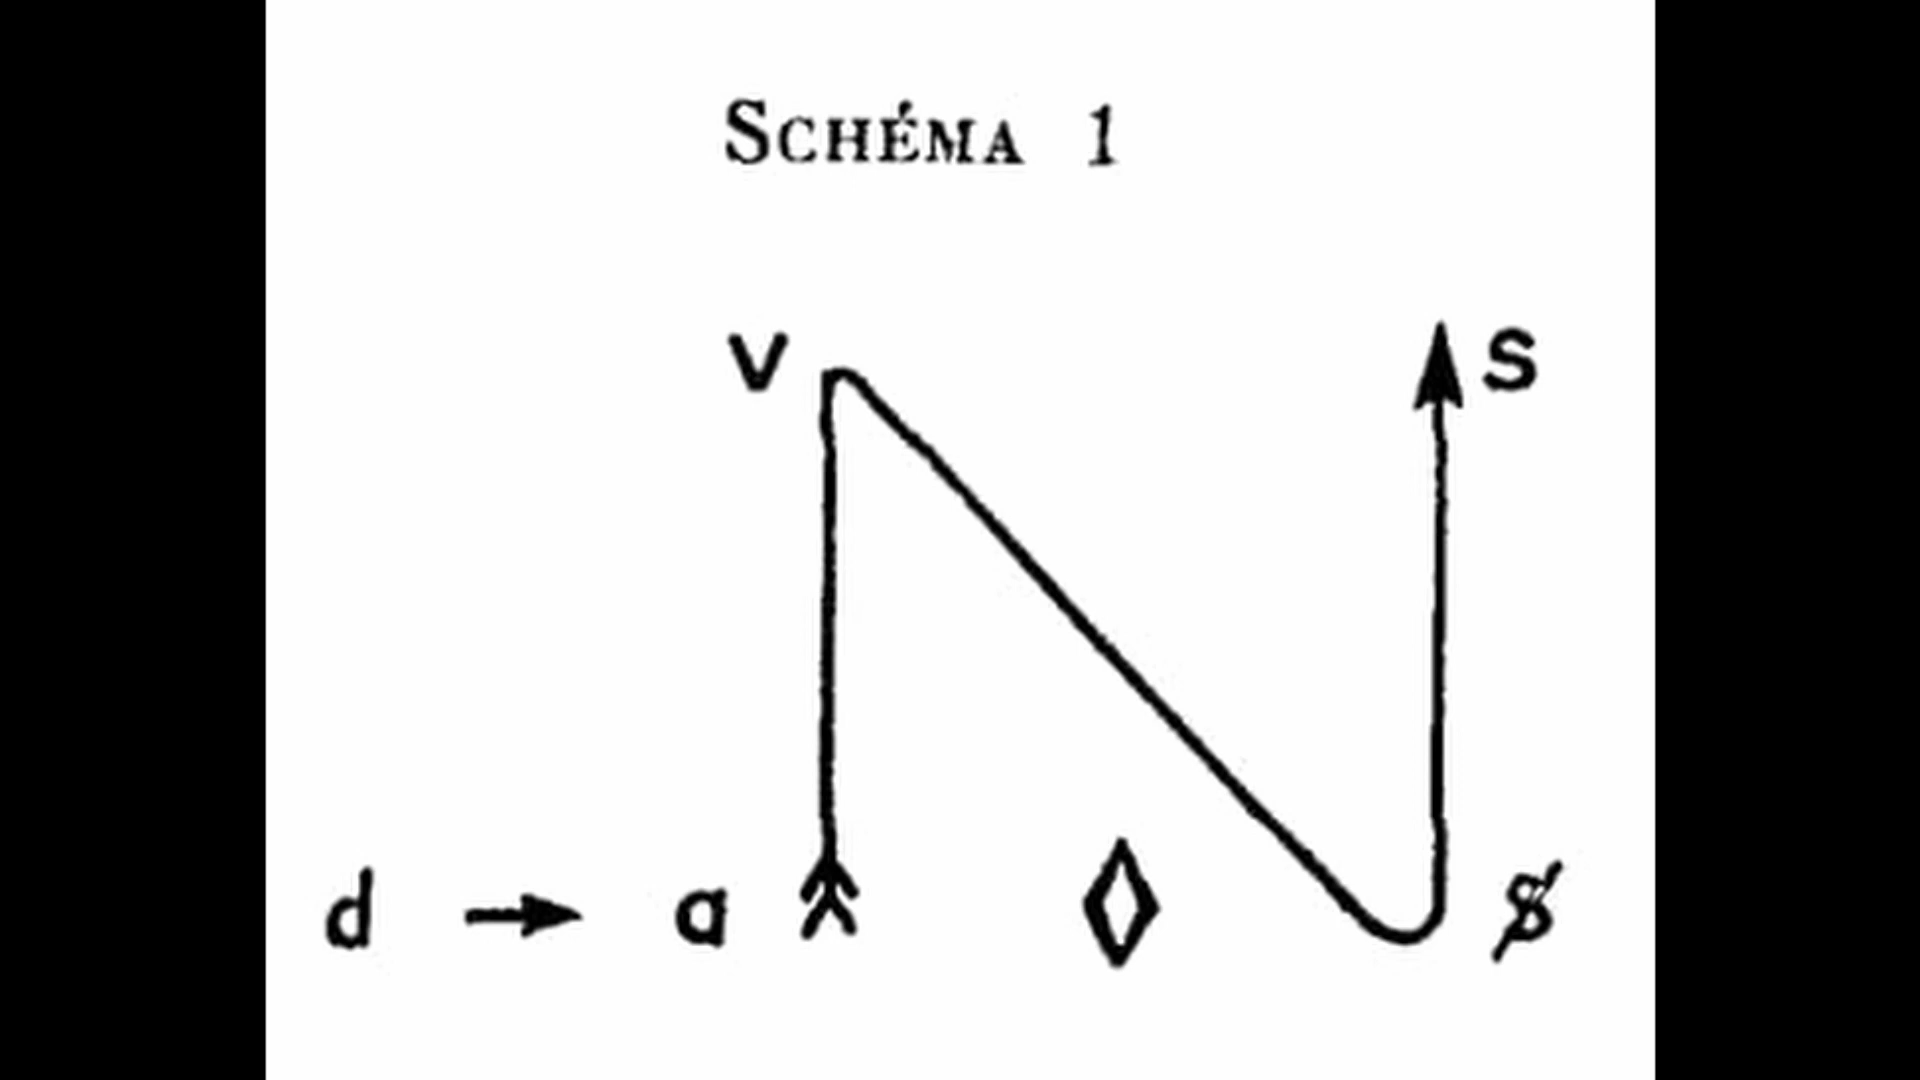 SCHÉMA 1
V S
d → a ◊ $